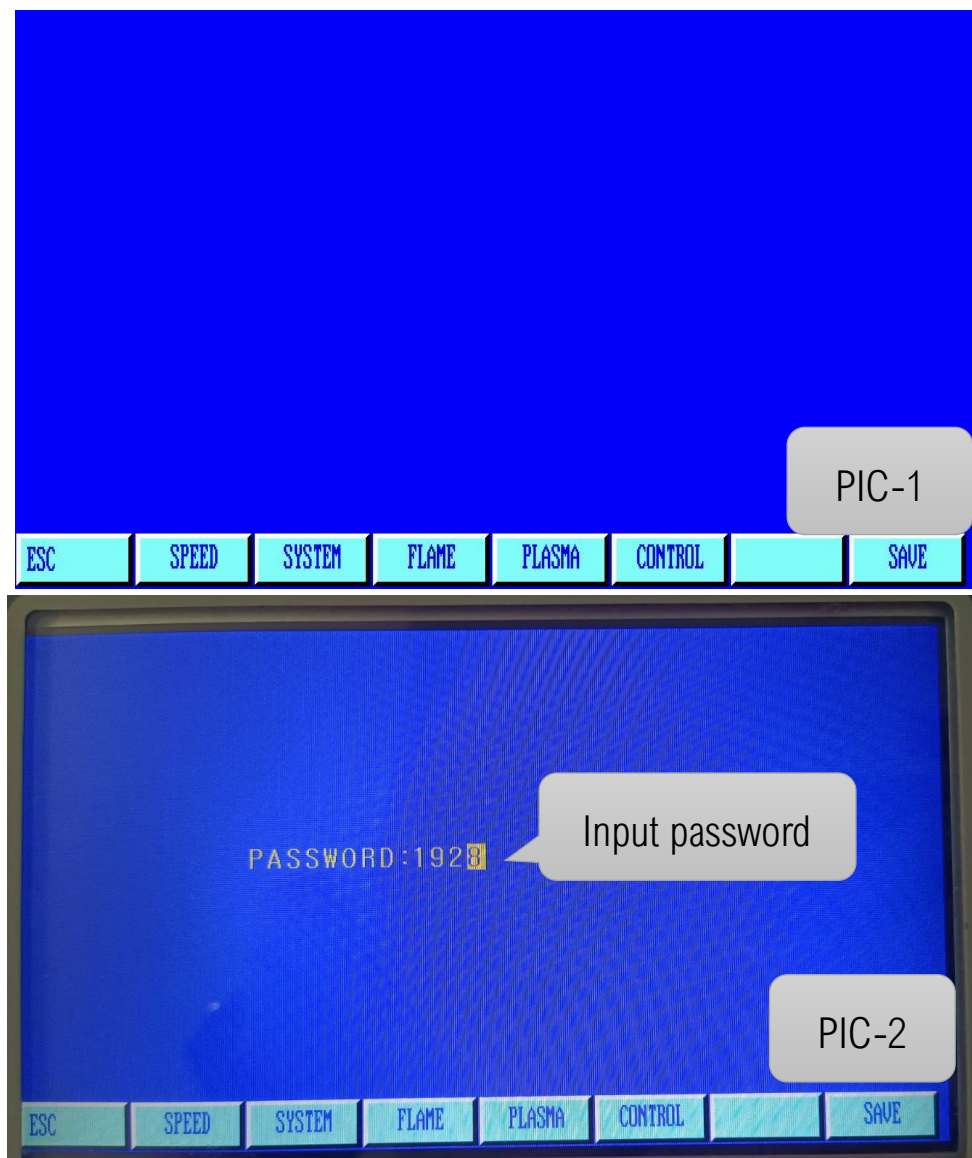 PIC-1
ESC SPEED SYSTEM FLAME PLASMA CONTROL SAVE
Input password
PASSWORD:1928
PIC-2
ESC SPEED SYSTEM FLAME PLASMA CONTROL SAVE